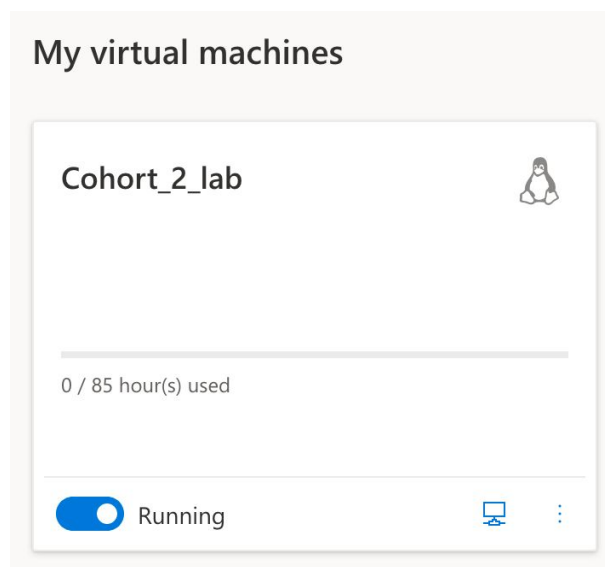 My virtual machines
Cohort_2_lab
0 / 85 hour(s) used
Running